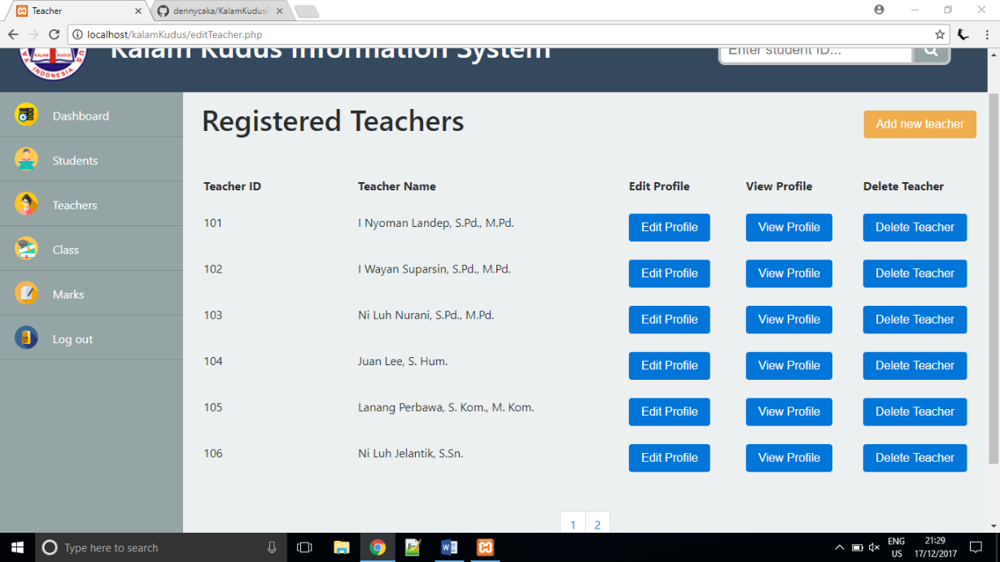 Teacher
dennycaka/KalamKudus
localhost/kalamKudus/editTeacher.php
KALAM KUDUS
INDONESIA
Kalam Kudus Information System
Enter student ID...
Dashboard
Students
Teachers
Class
Marks
Log out
Registered Teachers
Add new teacher
Teacher ID Teacher Name Edit Profile View Profile Delete Teacher
101 I Nyoman Landep, S.Pd., M.Pd. Edit Profile View Profile Delete Teacher
102 I Wayan Suparsin, S.Pd., M.Pd. Edit Profile View Profile Delete Teacher
103 Ni Luh Nurani, S.Pd., M.Pd. Edit Profile View Profile Delete Teacher
104 Juan Lee, S. Hum. Edit Profile View Profile Delete Teacher
105 Lanang Perbawa, S. Kom., M. Kom. Edit Profile View Profile Delete Teacher
106 Ni Luh Jelantik, S.Sn. Edit Profile View Profile Delete Teacher
1 2
Type here to search
ENG
US
21:29
17/12/2017